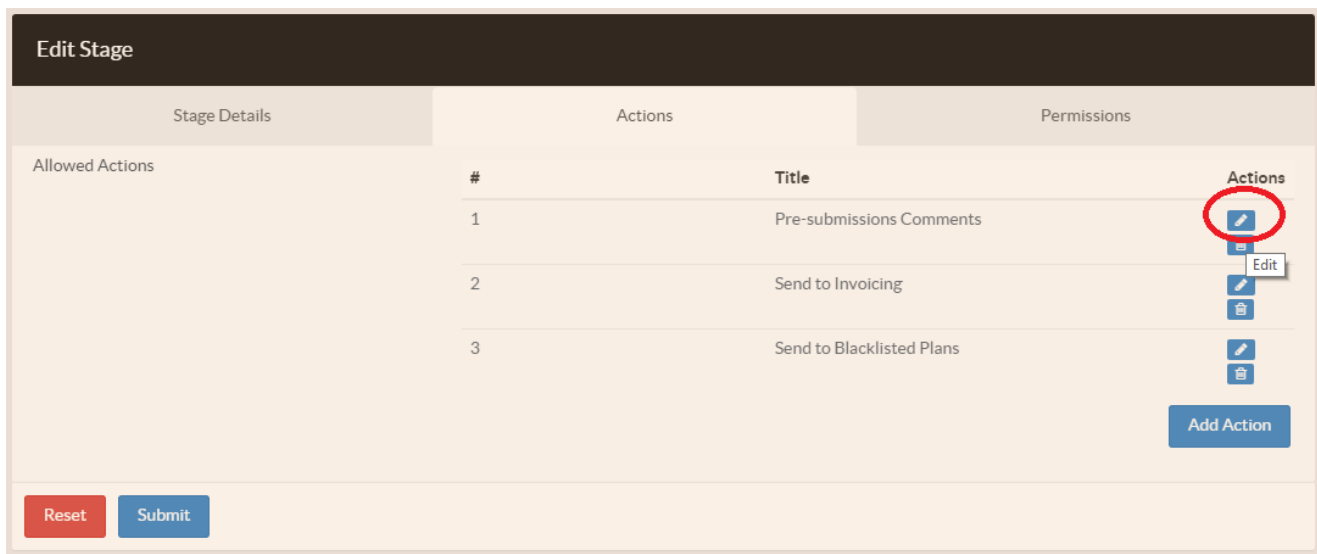 Edit Stage
Stage Details Actions Permissions
Allowed Actions
# Title Actions
1 Pre-submissions Comments
Edit
2 Send to Invoicing
3 Send to Blacklisted Plans
Add Action
Reset Submit